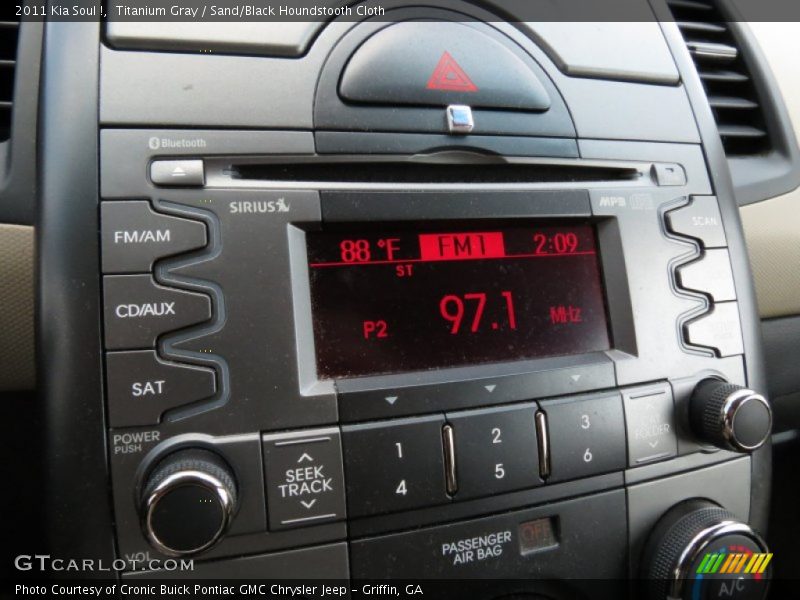 2011 Kia Soul !,  Titanium Gray / Sand/Black Houndstooth Cloth
Bluetooth
SIRIUS
MP3
SCAN
FM/AM
88 °F FM1 2:09
ST
CD/AUX
P2 97.1 MHz
SAT
POWER
PUSH
SEEK
TRACK
1 2 3
4 5 6
FOLDER
VOL
PASSENGER
AIR BAG
OFF
A/C
GTCARLOT.COM
Photo Courtesy of Cronic Buick Pontiac GMC Chrysler Jeep - Griffin, GA